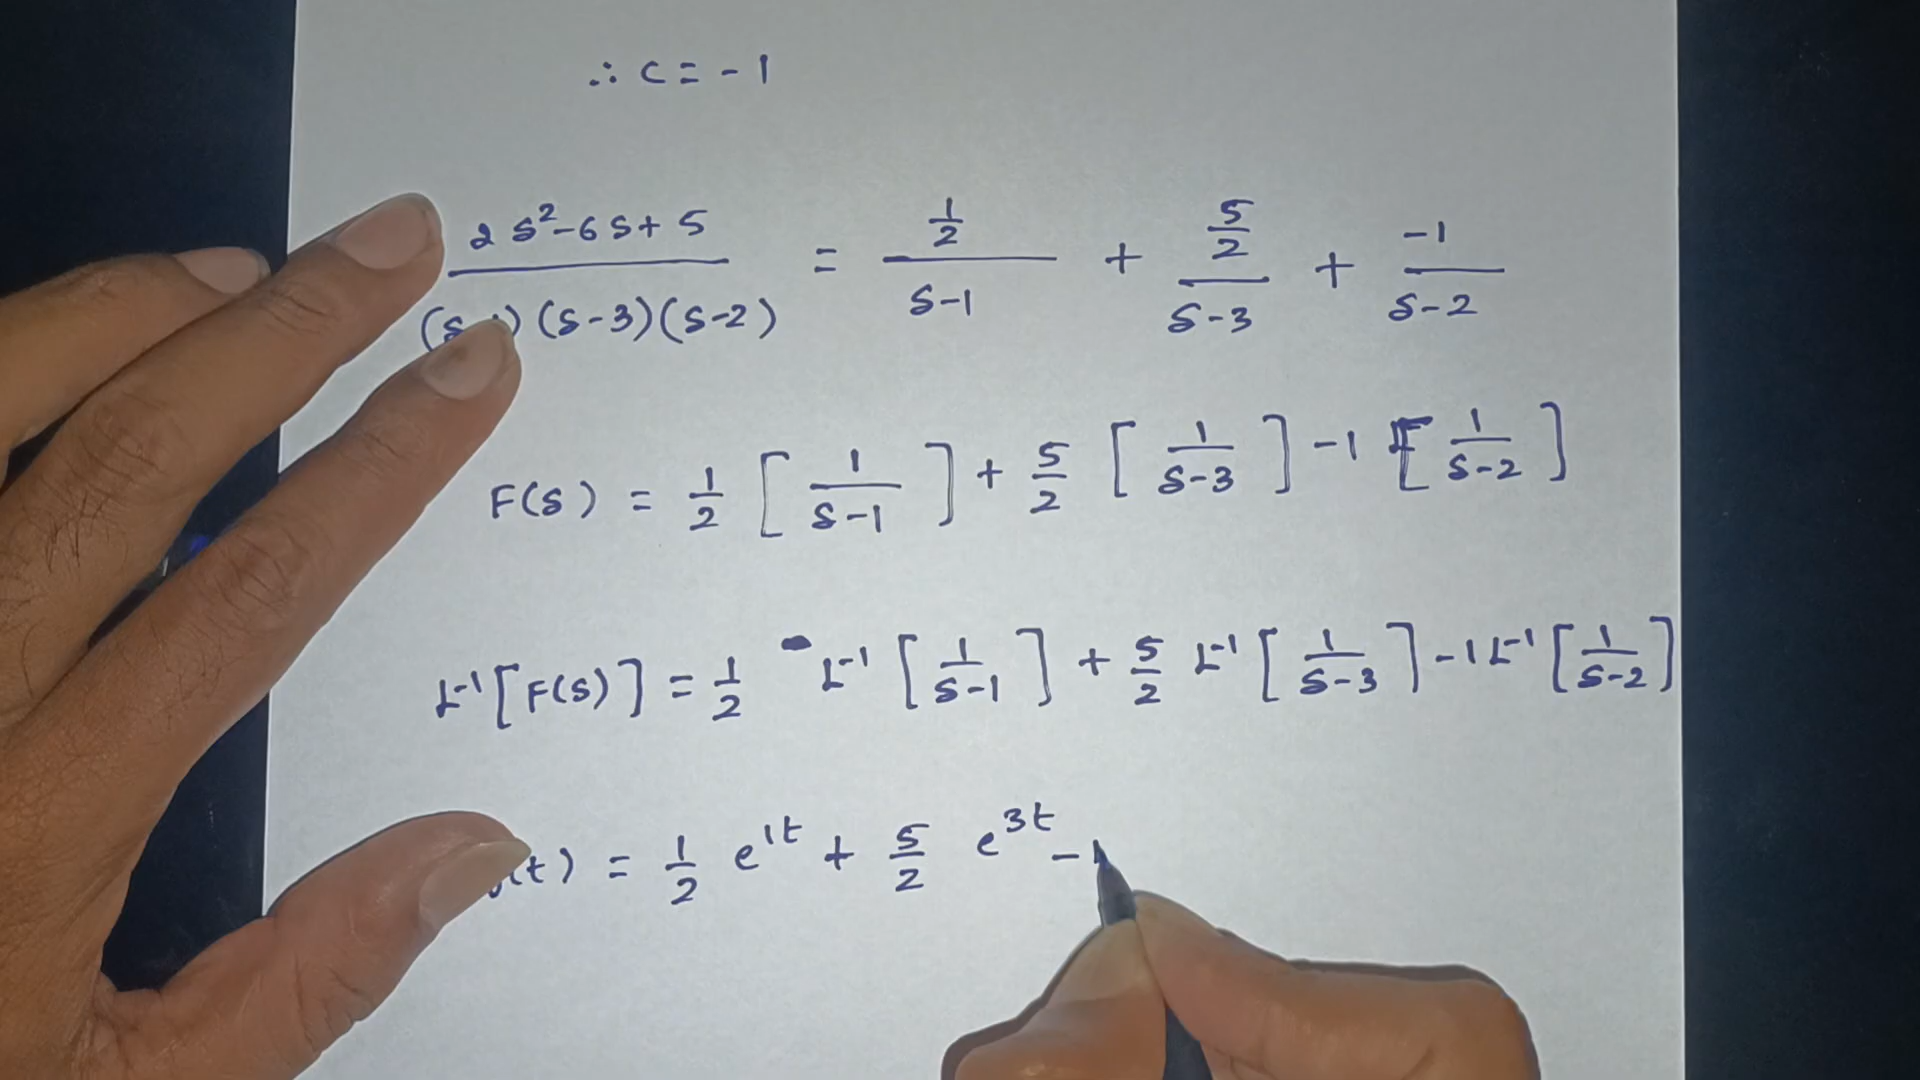 ∴ c = -1
2s²-6s+5 / (s-1)(s-3)(s-2) = 1/2 / s-1 + 5/2 / s-3 + -1 / s-2
F(s) = 1/2 [1/s-1] + 5/2 [1/s-3] -1 [1/s-2]
L⁻¹[F(s)] = 1/2 L⁻¹[1/s-1] + 5/2 L⁻¹[1/s-3] -1 L⁻¹[1/s-2]
(t) = 1/2 e^1t + 5/2 e^3t - 1